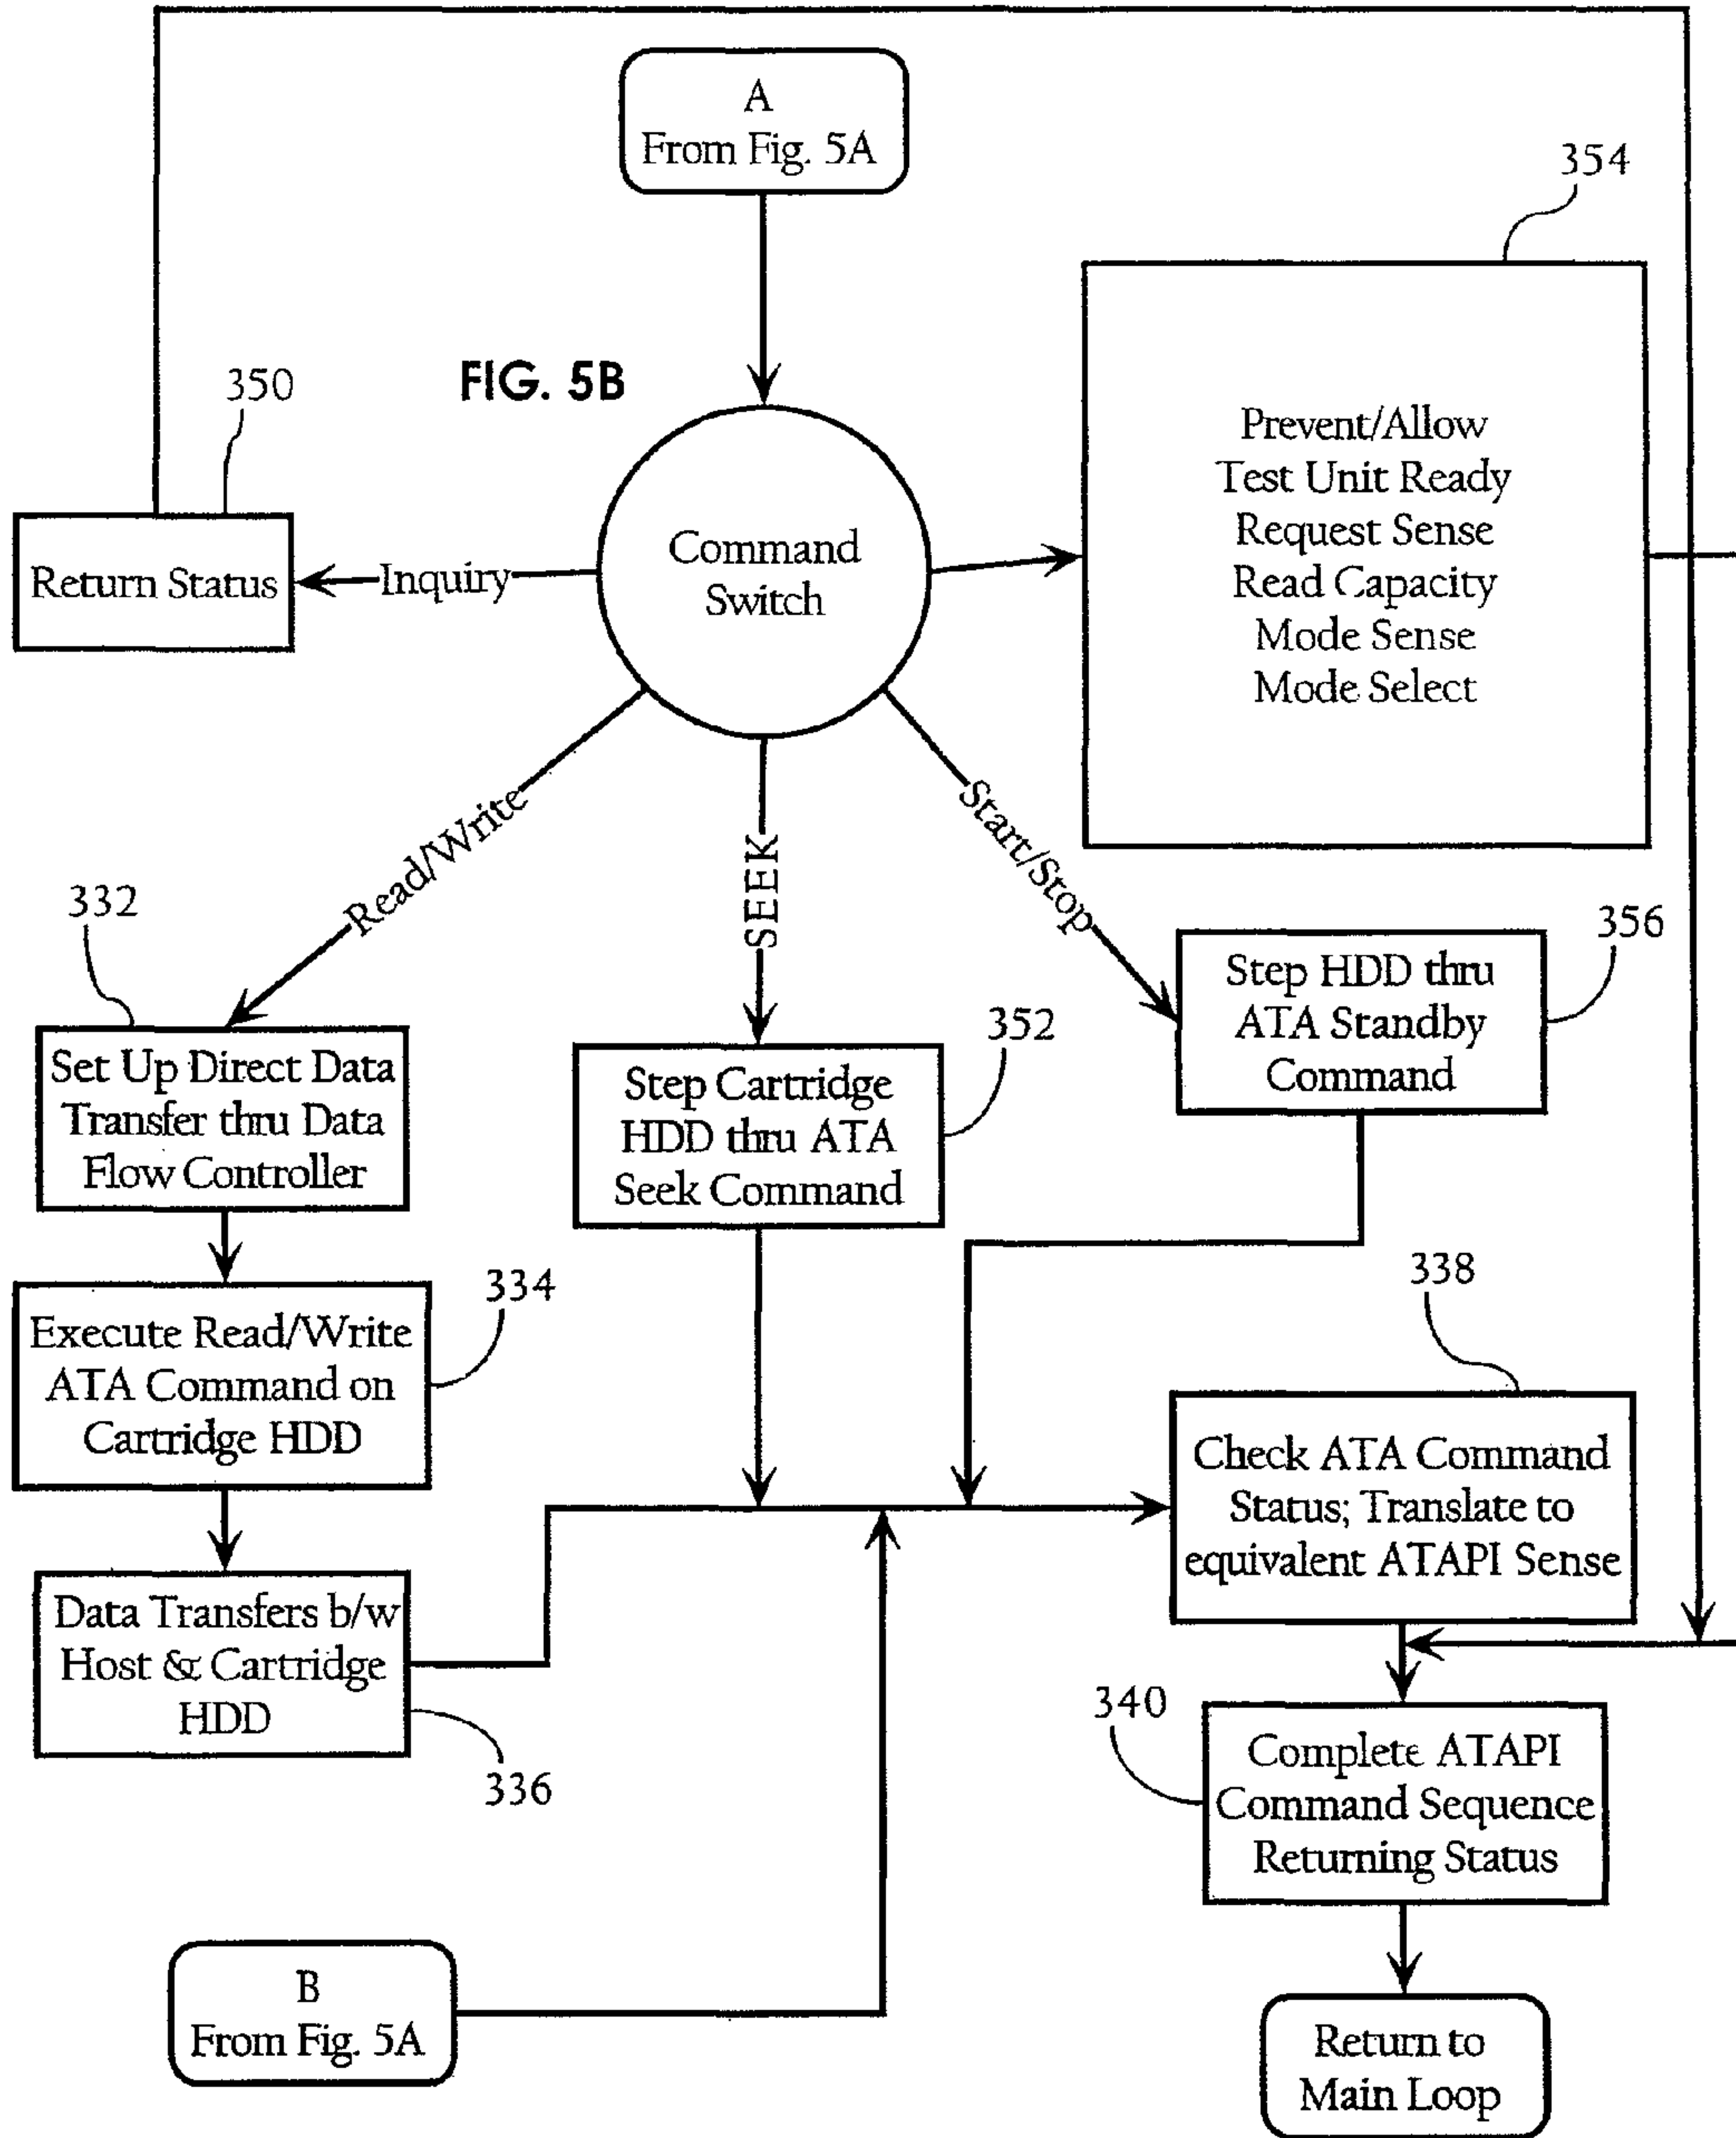 A
From Fig. 5A
354
FIG. 5B
350
Command
Switch
Return Status
Inquiry
Prevent/Allow
Test Unit Ready
Request Sense
Read Capacity
Mode Sense
Mode Select
Read/Write
SEEK
Start/Stop
332
Set Up Direct Data
Transfer thru Data
Flow Controller
352
Step Cartridge
HDD thru ATA
Seek Command
356
Step HDD thru
ATA Standby
Command
334
Execute Read/Write
ATA Command on
Cartridge HDD
338
Check ATA Command
Status; Translate to
equivalent ATAPI Sense
Data Transfers b/w
Host & Cartridge
HDD
336
340
Complete ATAPI
Command Sequence
Returning Status
B
From Fig. 5A
Return to
Main Loop